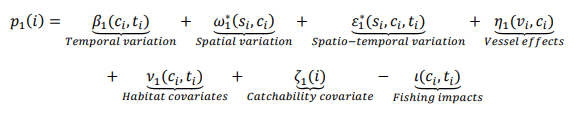 p₁(i) = β₁(cᵢ, tᵢ) + ω₁*(sᵢ, cᵢ) + ε₁*(sᵢ, cᵢ, tᵢ) + η₁(vᵢ, cᵢ)
Temporal variation Spatial variation Spatio−temporal variation Vessel effects
+ ν₁(cᵢ, tᵢ) + ζ₁(i) − ι(cᵢ, tᵢ)
Habitat covariates Catchability covariate Fishing impacts